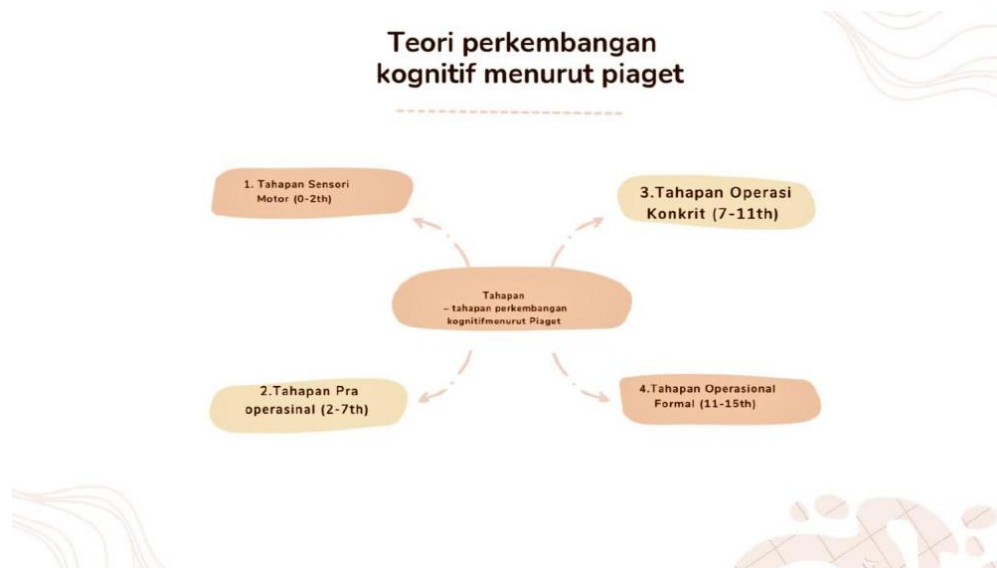 Teori perkembangan
kognitif menurut piaget
1. Tahapan Sensori
Motor (0-2th)
3.Tahapan Operasi
Konkrit (7-11th)
Tahapan
– tahapan perkembangan
kognitifmenurut Piaget
2.Tahapan Pra
operasinal (2-7th)
4.Tahapan Operasional
Formal (11-15th)